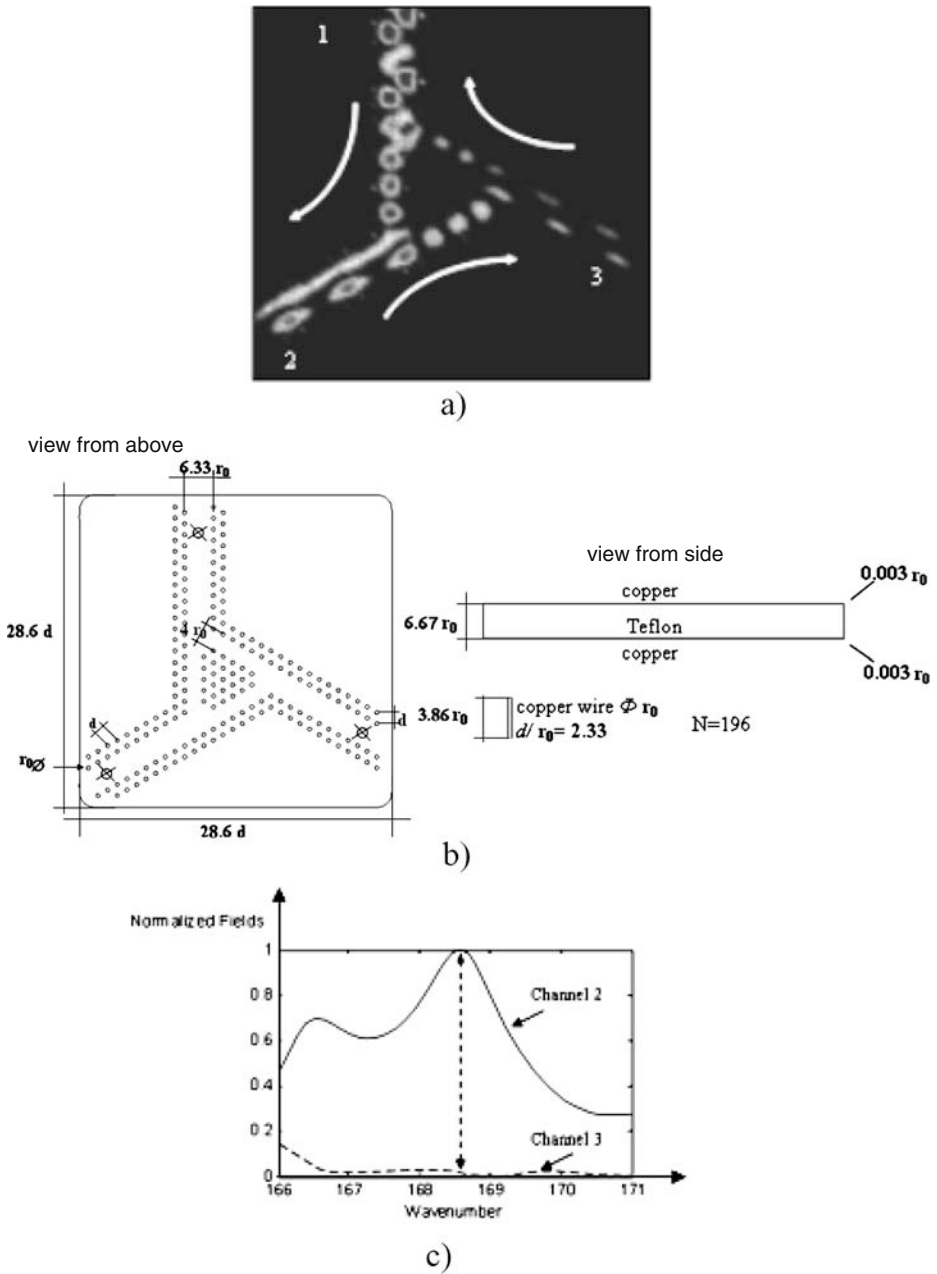 1
2
3
a)
view from above
6.33 r₀
28.6 d
4 r₀
d
d
r₀Ø
28.6 d
view from side
copper
0.003 r₀
6.67 r₀
Teflon
copper
0.003 r₀
3.86 r₀
copper wire Φ r₀
d/ r₀= 2.33
N=196
b)
Normalized Fields
1
0.8
0.6
0.4
0 2
0
Channel 2
Channel 3
166 167 168 169 170 171
Wavenumber
c)